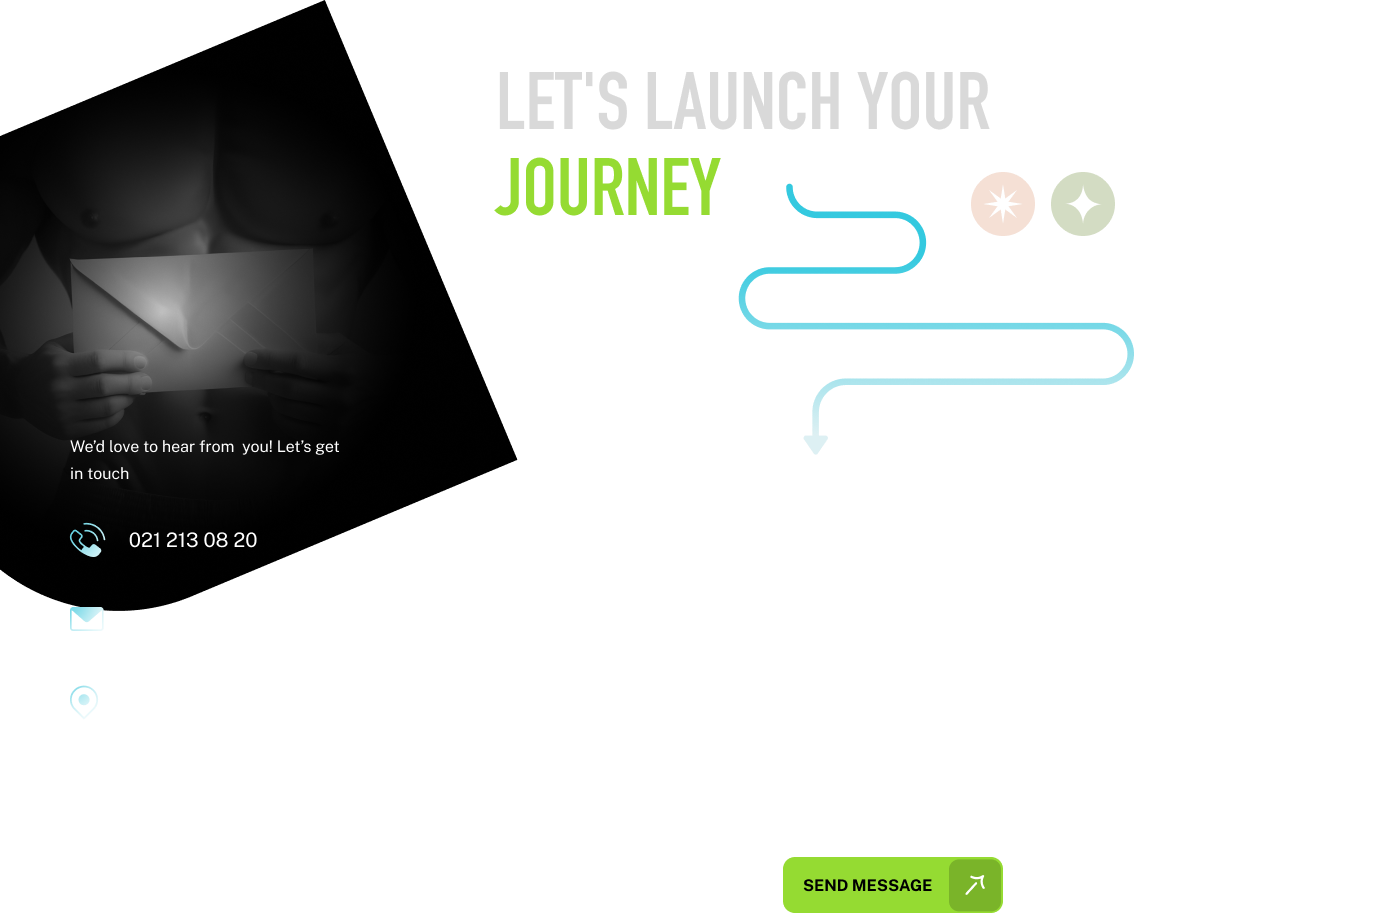 LET'S LAUNCH YOUR
JOURNEY
We’d love to hear from  you! Let’s get
in touch
021 213 08 20
SEND MESSAGE